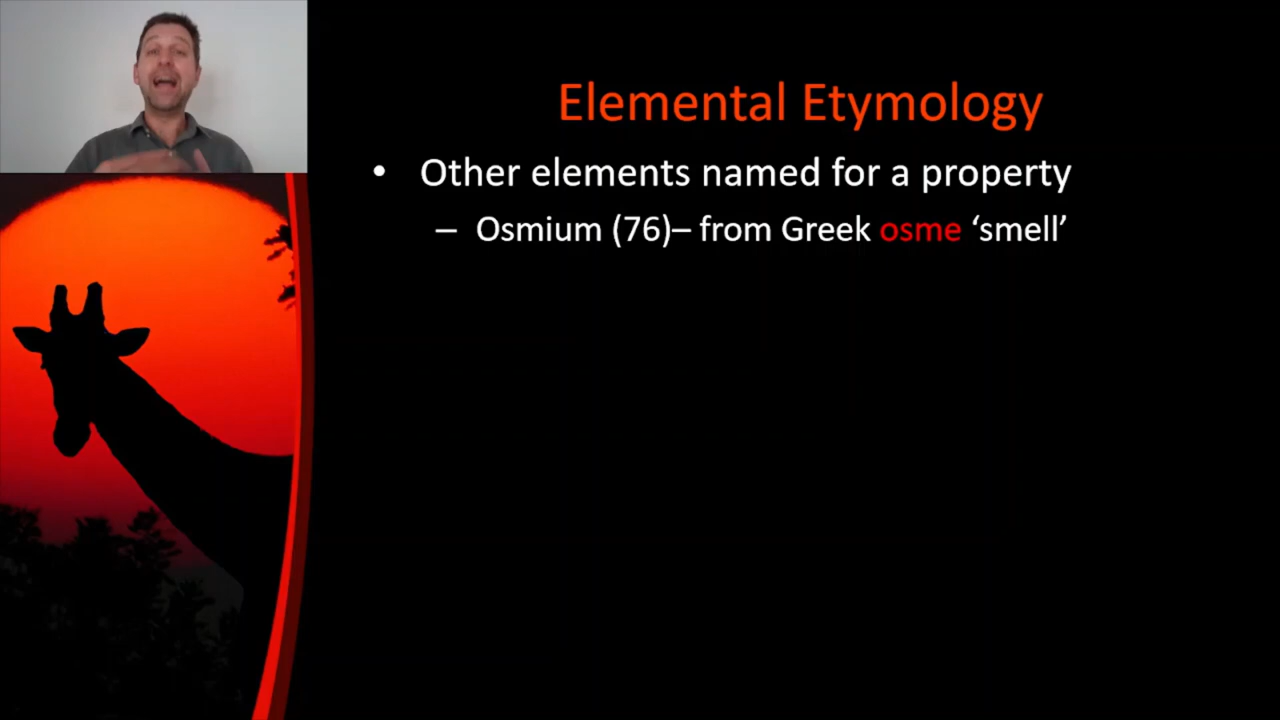 Elemental Etymology
• Other elements named for a property
– Osmium (76)– from Greek osme ‘smell’